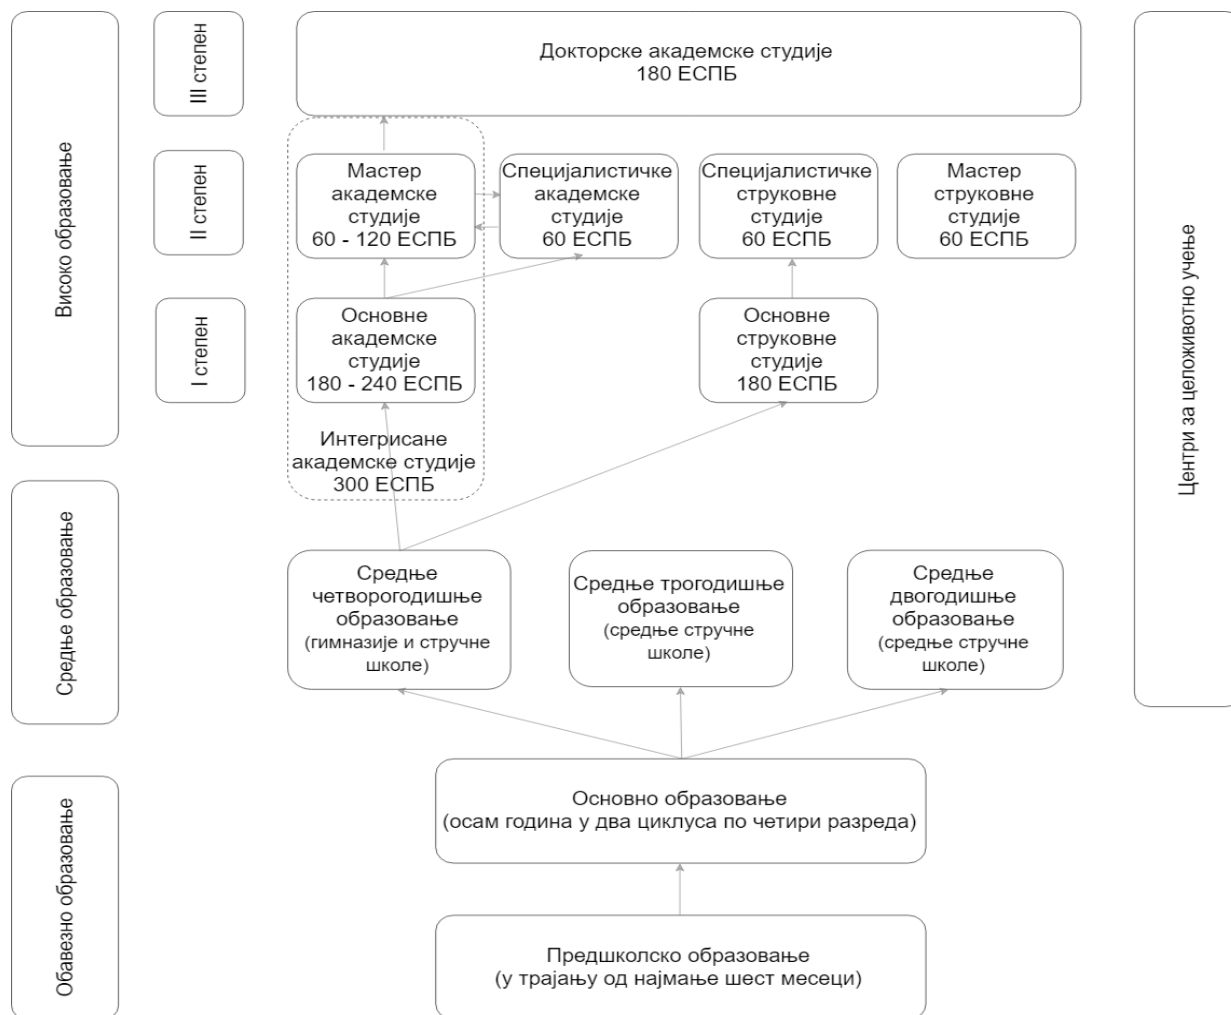 Високо образовање
III степен
Докторске академске студије
180 ЕСПБ
II степен
Мастер
академске
студије
60 - 120 ЕСПБ
Специјалистичке
академске
студије
60 ЕСПБ
Специјалистичке
струковне
студије
60 ЕСПБ
Мастер
струковне
студије
60 ЕСПБ
I степен
Основне
академске
студије
180 - 240 ЕСПБ
Основне
струковне
студије
180 ЕСПБ
Интегрисане
академске студије
300 ЕСПБ
Центри за целоживотно учење
Средње образовање
Средње
четворогодишње
образовање
(гимназије и стручне
школе)
Средње трогодишње
образовање
(средње стручне
школе)
Средње
двогодишње
образовање
(средње стручне
школе)
Обавезно образовање
Основно образовање
(осам година у два циклуса по четири разреда)
Предшколско образовање
(у трајању од најмање шест месеци)